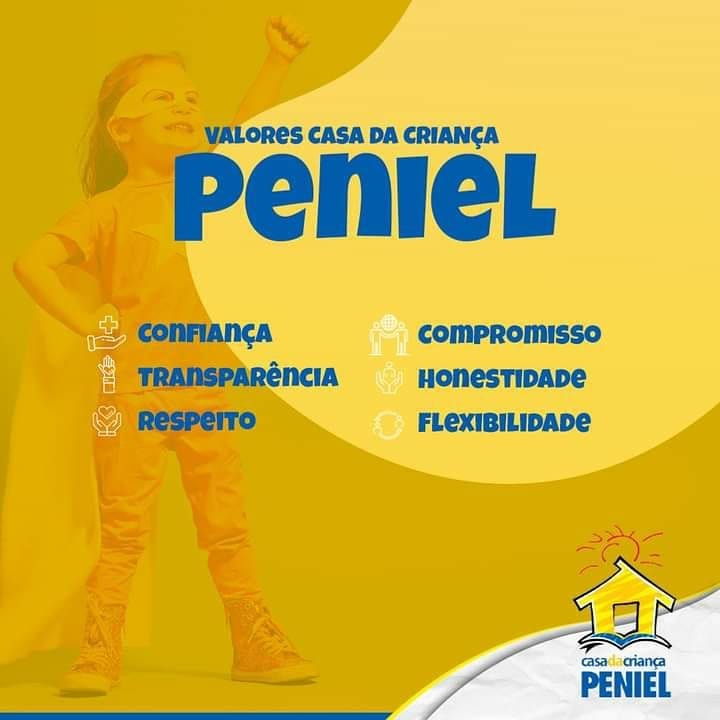 VALORES CASA DA CRIANÇA
PENIEL
CONFIANÇA
TRANSPARÊNCIA
RESPEITO
COMPROMISSO
HONESTIDADE
FLEXIBILIDADE
casadacriança
PENIEL